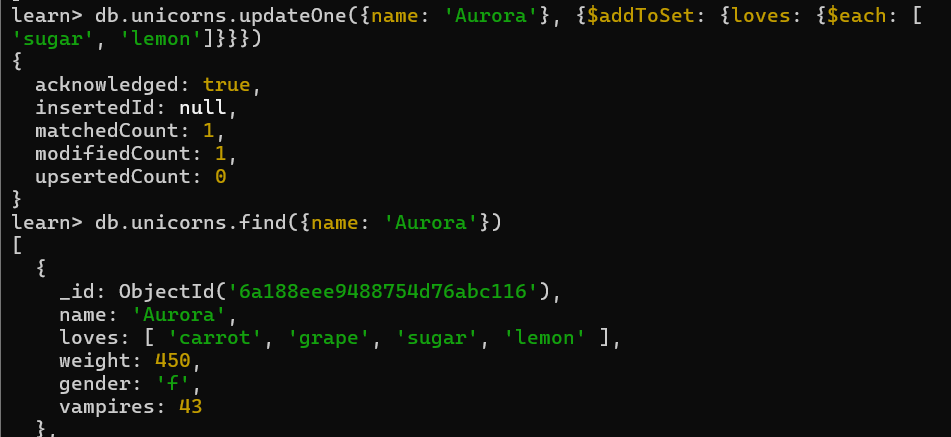 learn> db.unicorns.updateOne({name: 'Aurora'}, {$addToSet: {loves: {$each: [
'sugar', 'lemon']}}})
{
  acknowledged: true,
  insertedId: null,
  matchedCount: 1,
  modifiedCount: 1,
  upsertedCount: 0
}
learn> db.unicorns.find({name: 'Aurora'})
[
  {
    _id: ObjectId('6a188eee9488754d76abc116'),
    name: 'Aurora',
    loves: [ 'carrot', 'grape', 'sugar', 'lemon' ],
    weight: 450,
    gender: 'f',
    vampires: 43
  },